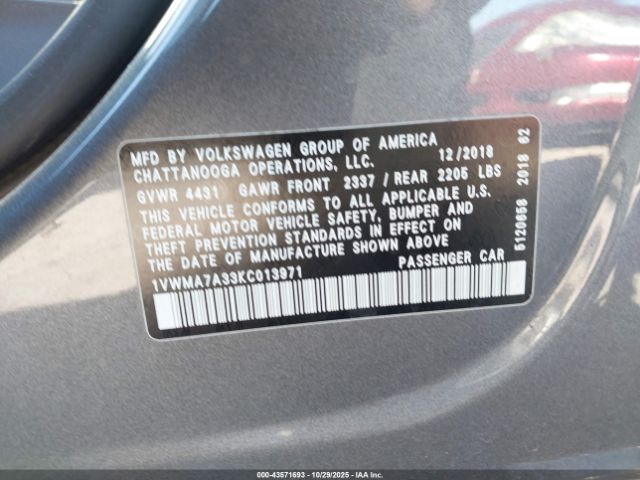 MFD BY VOLKSWAGEN GROUP OF AMERICA
CHATTANOOGA OPERATIONS, LLC. 12/2018
GVWR 4431 GAWR FRONT 2337 / REAR 2205 LBS
THIS VEHICLE CONFORMS TO ALL APPLICABLE U.S.
FEDERAL MOTOR VEHICLE SAFETY, BUMPER AND
THEFT PREVENTION STANDARDS IN EFFECT ON
THE DATE OF MANUFACTURE SHOWN ABOVE
1VWMA7A33KC013971 PASSENGER CAR
5120658 2018 62
000-43571693 - 10/29/2025 - IAAI, Inc.